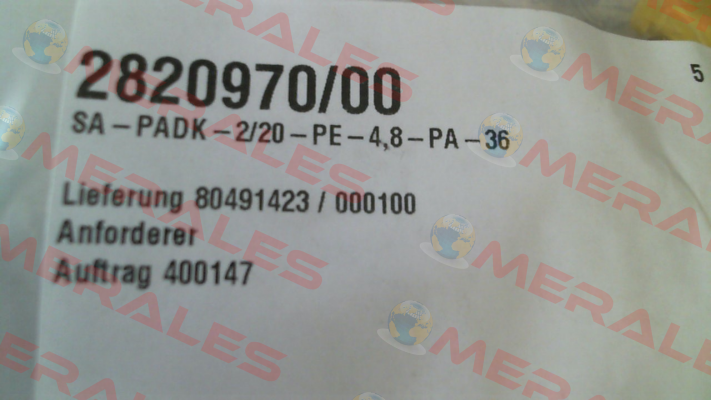 2820970/00
5
SA-PADK-2/20-PE-4,8-PA-36
Lieferung 80491423 / 000100
Anforderer
Auftrag 400147
MERALES
MERALES
MERALES
MERALES
MERALES